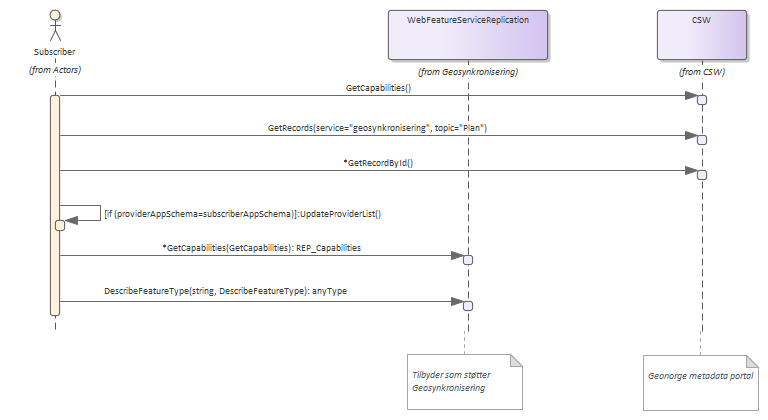 WebFeatureServiceReplication
CSW
Subscriber
(from Actors)
(from Geosynkronisering)
(from CSW)
GetCapabilities()
GetRecords(service="geosynkronisering", topic="Plan")
*GetRecordById()
[if (providerAppSchema=subscriberAppSchema)]:UpdateProviderList()
*GetCapabilities(GetCapabilities): REP_Capabilities
DescribeFeatureType(string, DescribeFeatureType): anyType
Tilbyder som støtter
Geosynkronisering
Geonorge metadata portal